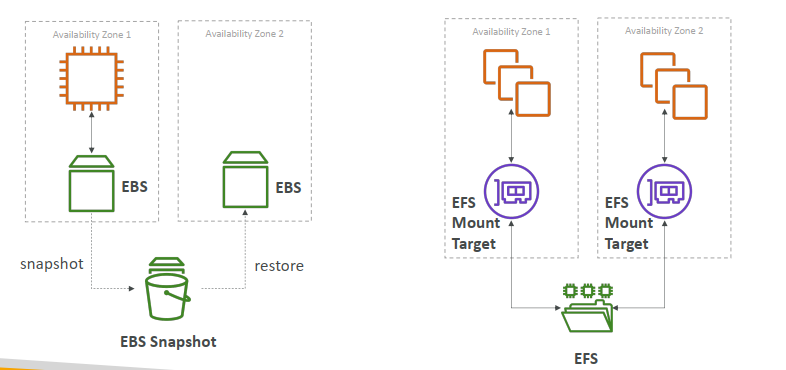 Availability Zone 1
Availability Zone 2
EBS
EBS
snapshot
restore
EBS Snapshot
Availability Zone 1
Availability Zone 2
EFS
Mount
Target
EFS
Mount
Target
EFS